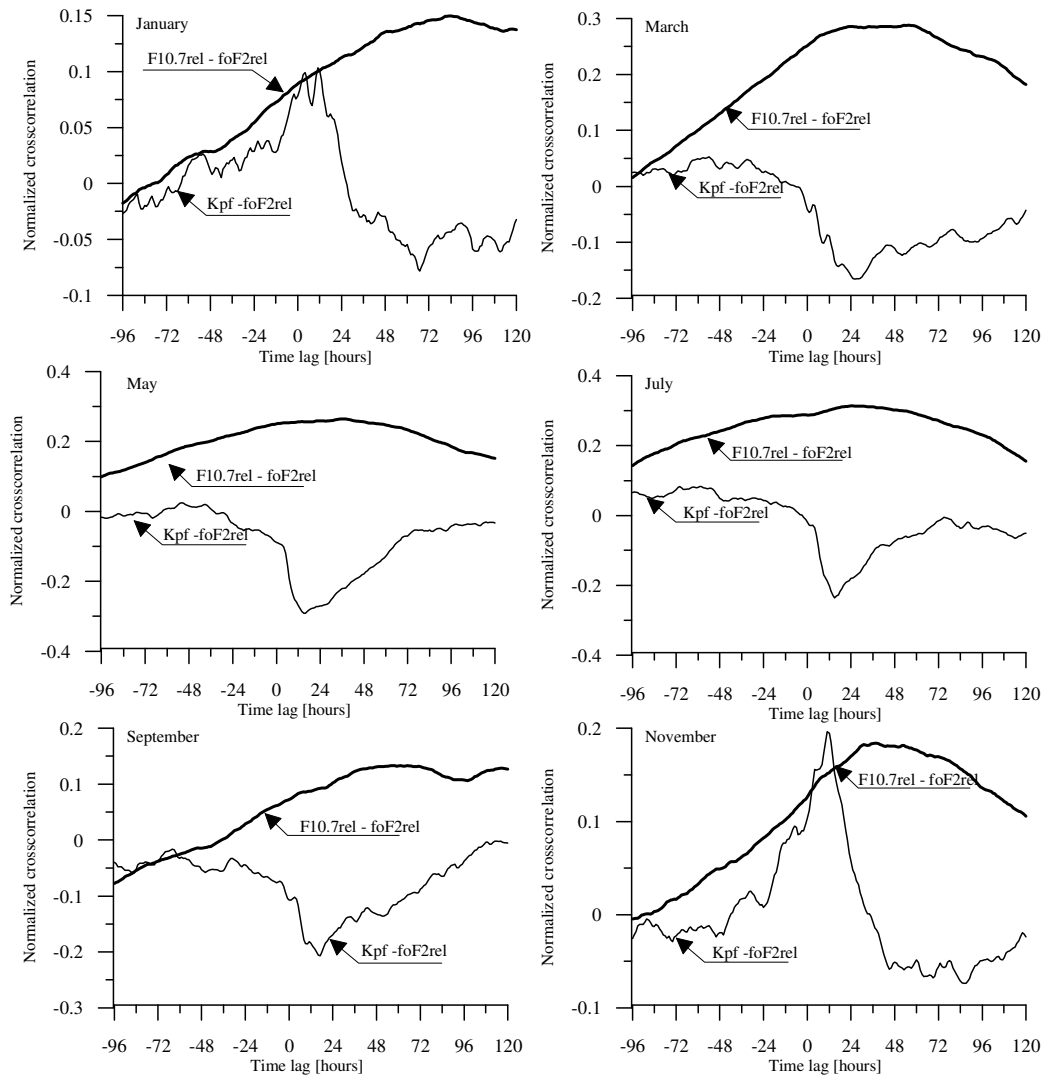 January
Normalized crosscorrelation
0.15
0.1
0.05
0
-0.05
-0.1
F10.7rel - foF2rel
Kpf -foF2rel
-96 -72 -48 -24 0 24 48 72 96 120
Time lag [hours]
March
Normalized crosscorrelation
0.3
0.2
0.1
0
-0.1
-0.2
F10.7rel - foF2rel
Kpf -foF2rel
-96 -72 -48 -24 0 24 48 72 96 120
Time lag [hours]
May
Normalized crosscorrelation
0.4
0.2
0
-0.2
-0.4
F10.7rel - foF2rel
Kpf -foF2rel
-96 -72 -48 -24 0 24 48 72 96 120
Time lag [hours]
July
Normalized crosscorrelation
0.4
0.2
0
-0.2
-0.4
F10.7rel - foF2rel
Kpf -foF2rel
-96 -72 -48 -24 0 24 48 72 96 120
Time lag [hours]
September
Normalized crosscorrelation
0.2
0.1
0
-0.1
-0.2
-0.3
F10.7rel - foF2rel
Kpf -foF2rel
-96 -72 -48 -24 0 24 48 72 96 120
Time lag [hours]
November
Normalized crosscorrelation
0.2
0.1
0
-0.1
F10.7rel - foF2rel
Kpf -foF2rel
-96 -72 -48 -24 0 24 48 72 96 120
Time lag [hours]